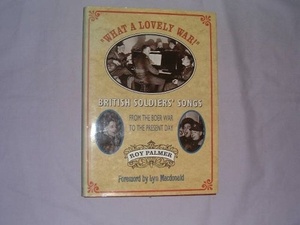 "WHAT A LOVELY WAR!"
BRITISH SOLDIERS' SONGS
FROM THE BOER WAR
TO THE PRESENT DAY
ROY PALMER
Foreword by Lyn Macdonald